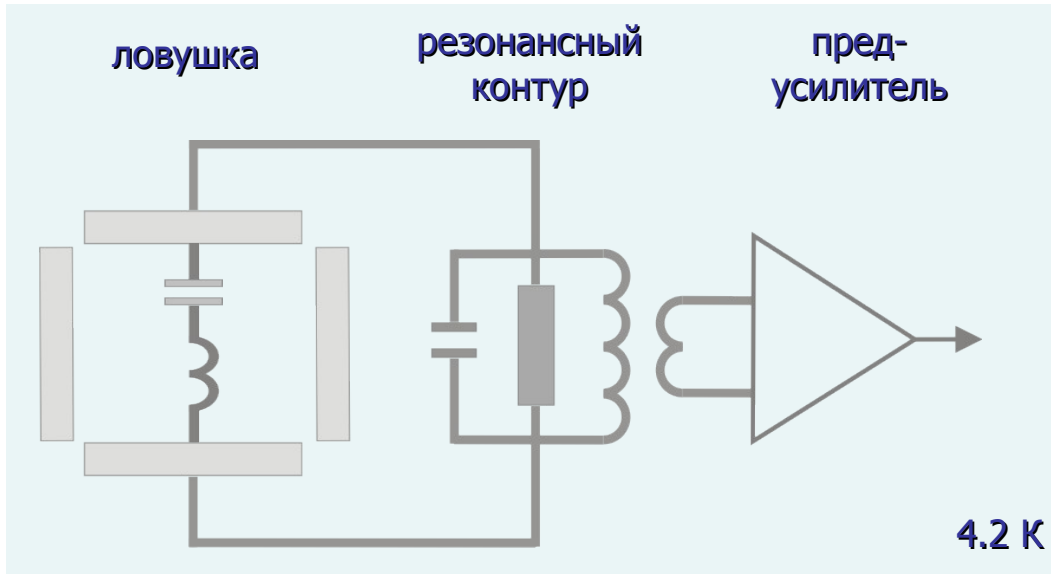 ловушка
резонансный
контур
пред-
усилитель
4.2 К